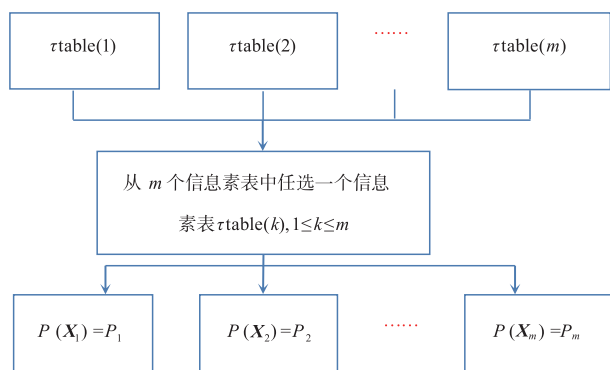 τtable(1) τtable(2) …… τtable(m)
从 m 个信息素表中任选一个信息
素表τtable(k),1≤k≤m
P(X₁)=P₁ P(X₂)=P₂ …… P(Xₘ)=Pₘ